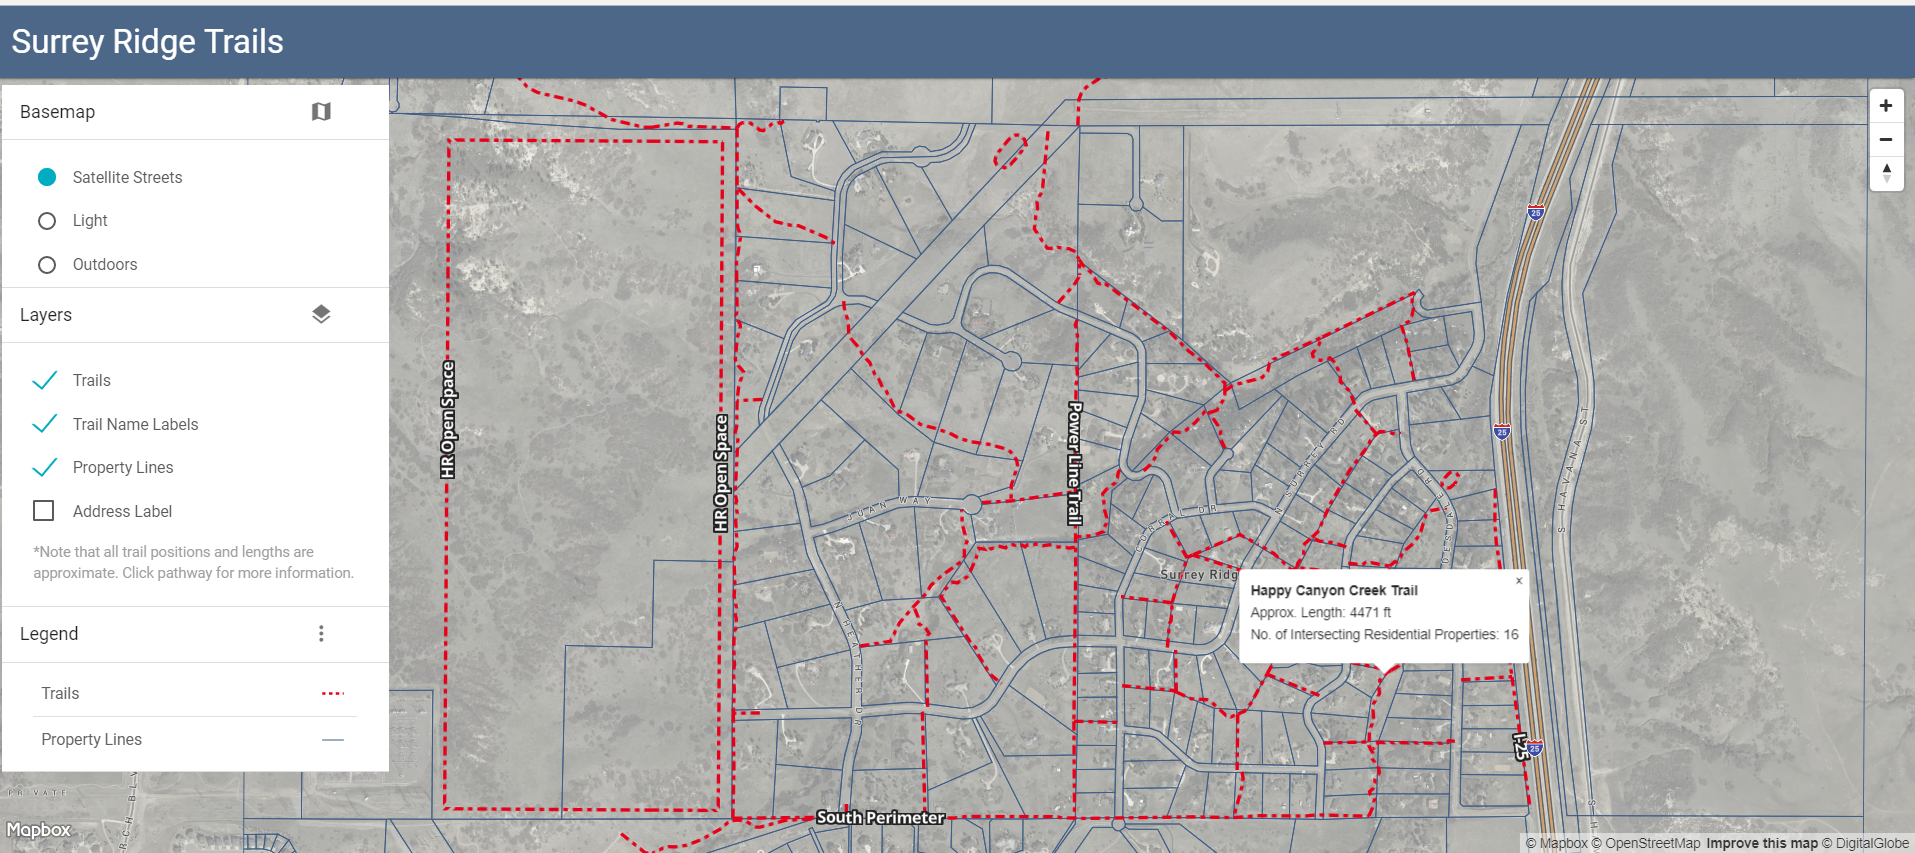 Surrey Ridge Trails
Basemap
Satellite Streets
Light
Outdoors
Layers
Trails
Trail Name Labels
Property Lines
Address Label
*Note that all trail positions and lengths are
approximate. Click pathway for more information.
Legend
Trails
Property Lines
PRIVATE
Mapbox
HR Open Space
HR Open Space
Power Line Trail
JUAN WAY
N HEATHER DR
CORRAL DR
N SURREY RD
Surrey Ridg
25
25
S HAVANA ST
Happy Canyon Creek Trail
×
Approx. Length: 4471 ft
No. of Intersecting Residential Properties: 16
I-25
25
South Perimeter
+
−
© Mapbox © OpenStreetMap Improve this map © DigitalGlobe